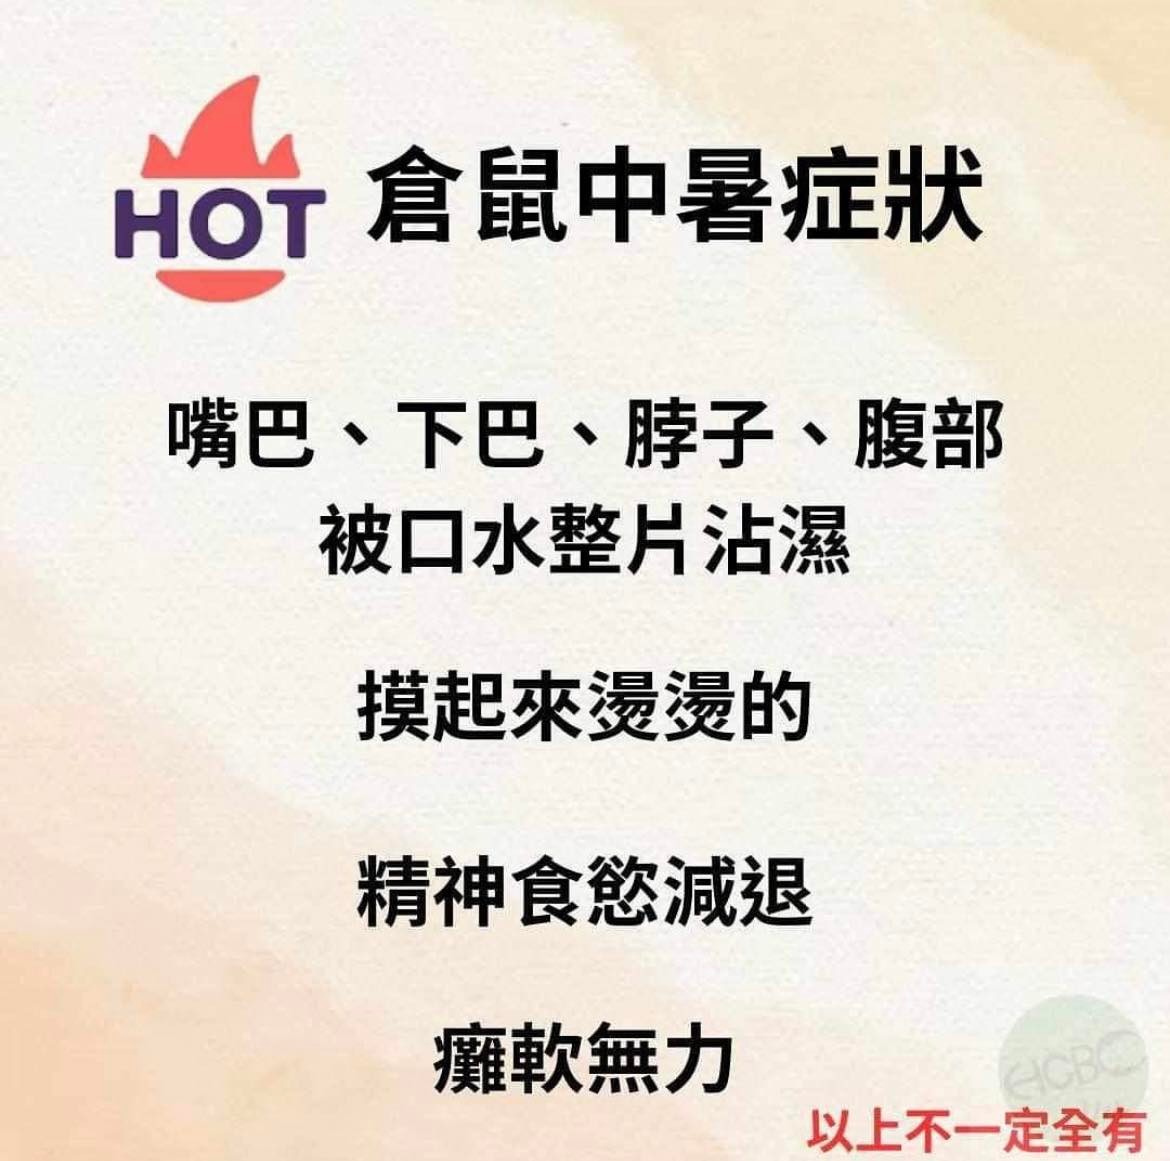 HOT 倉鼠中暑症狀
嘴巴、下巴、脖子、腹部
被口水整片沾濕
摸起來燙燙的
精神食慾減退
癱軟無力
以上不一定全有